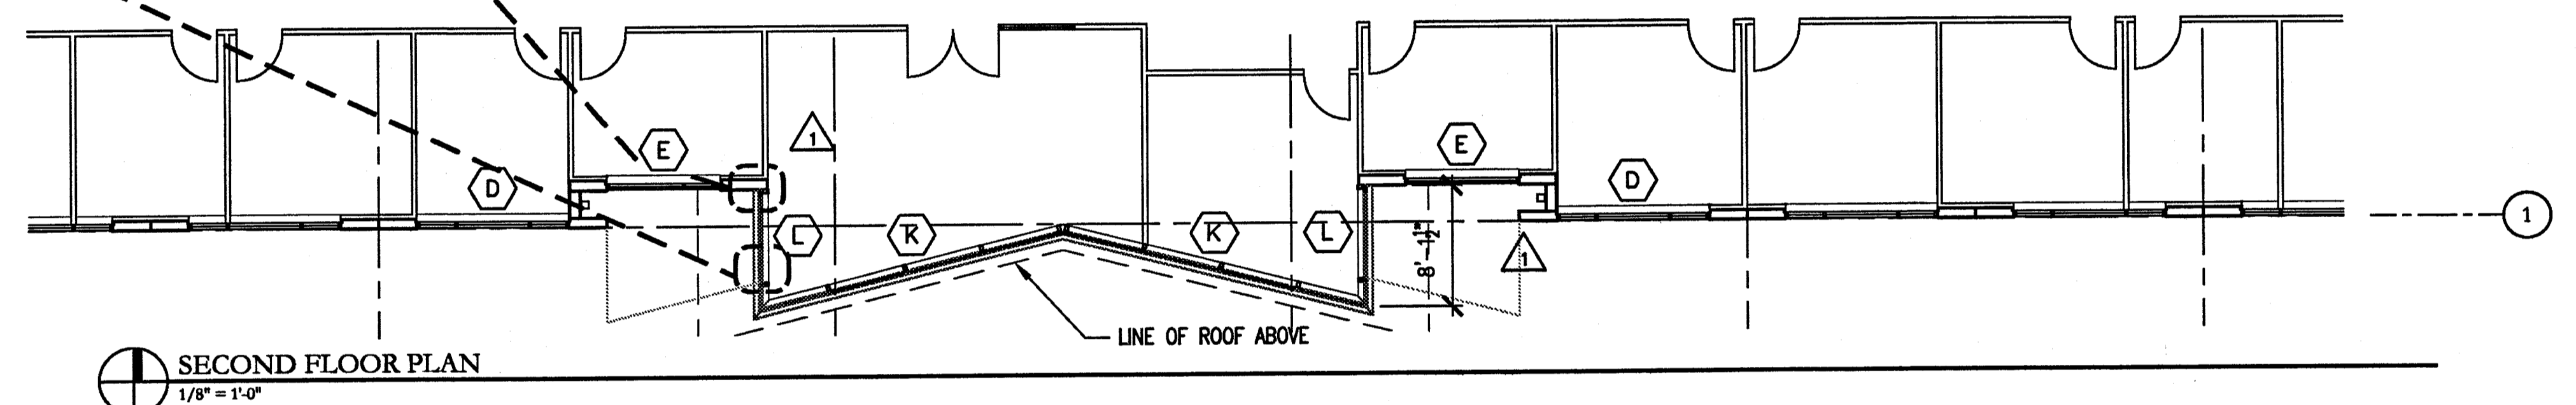 1
E
E
D
D
L
K
K
L
1
8'-1½"
1
LINE OF ROOF ABOVE
SECOND FLOOR PLAN
1/8" = 1'-0"